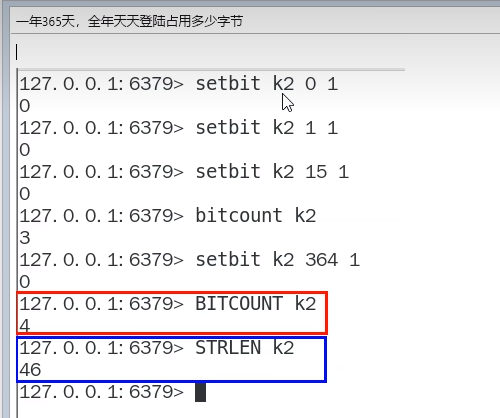 一年365天，全年天天登陆占用多少字节
127.0.0.1:6379> setbit k2 0 1
0
127.0.0.1:6379> setbit k2 1 1
0
127.0.0.1:6379> setbit k2 15 1
0
127.0.0.1:6379> bitcount k2
3
127.0.0.1:6379> setbit k2 364 1
0
127.0.0.1:6379> BITCOUNT k2
4
127.0.0.1:6379> STRLEN k2
46
127.0.0.1:6379>